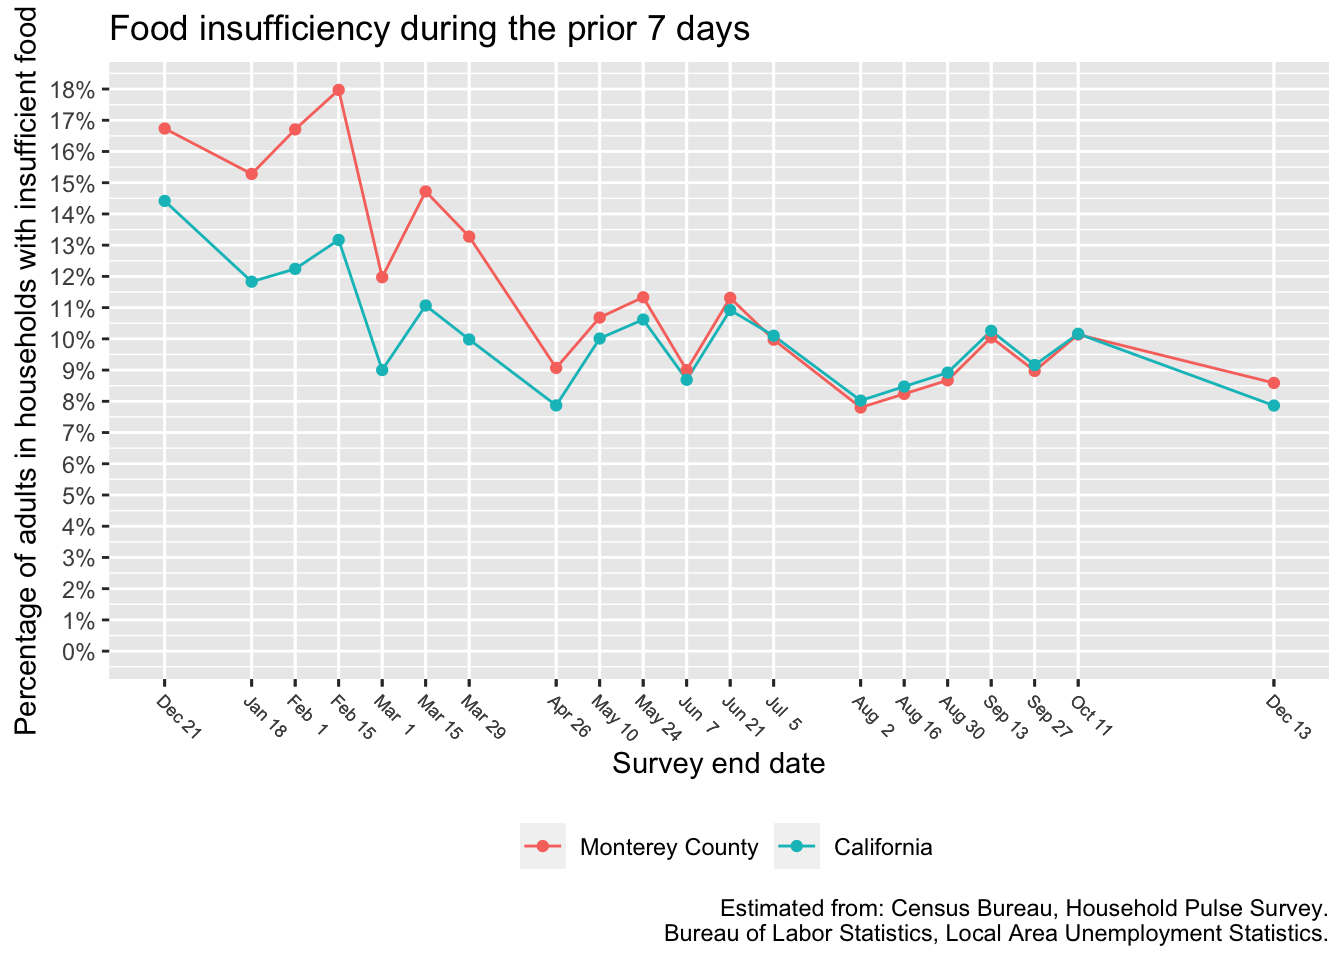 Food insufficiency during the prior 7 days
Percentage of adults in households with insufficient food
18%
17%
16%
15%
14%
13%
12%
11%
10%
9%
8%
7%
6%
5%
4%
3%
2%
1%
0%
Dec 21
Jan 18
Feb 1
Feb 15
Mar 1
Mar 15
Mar 29
Apr 26
May 10
May 24
Jun 7
Jun 21
Jul 5
Aug 2
Aug 16
Aug 30
Sep 13
Sep 27
Oct 11
Dec 13
Survey end date
Monterey County
California
Estimated from: Census Bureau, Household Pulse Survey.
Bureau of Labor Statistics, Local Area Unemployment Statistics.